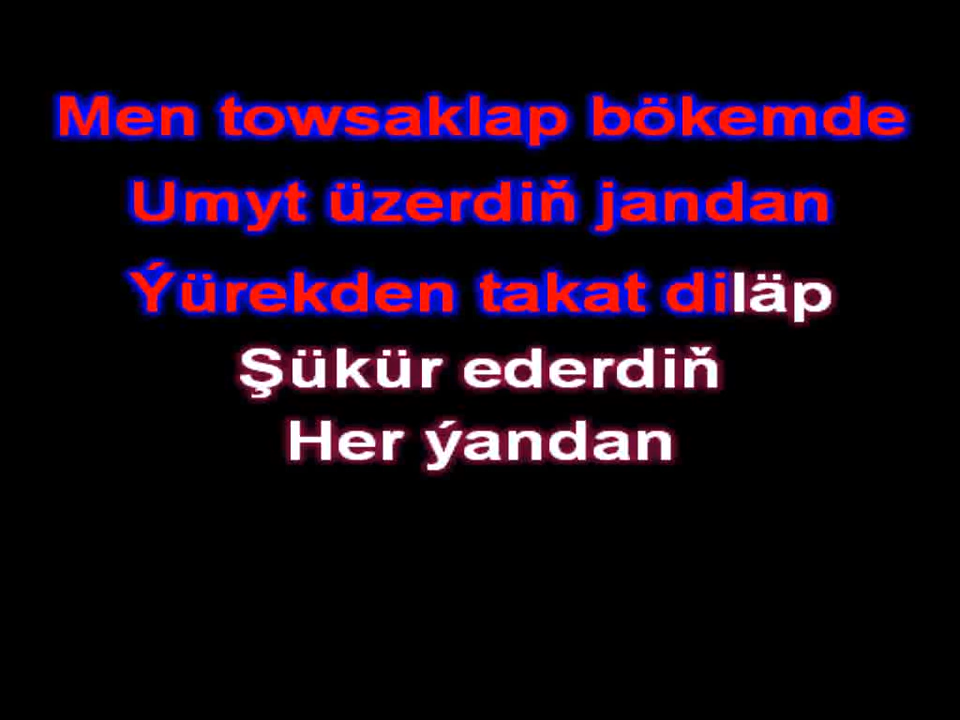 Men towsaklap bökemde
Umyt üzerdiň jandan
Ýürekden takat diläp
Şükür ederdiň
Her ýandan